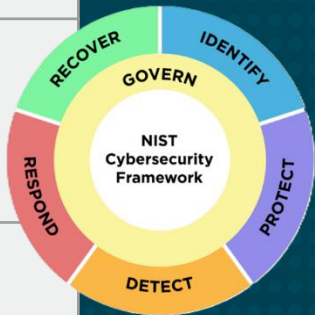 RECOVER
IDENTIFY
GOVERN
NIST
Cybersecurity
Framework
RESPOND
PROTECT
DETECT